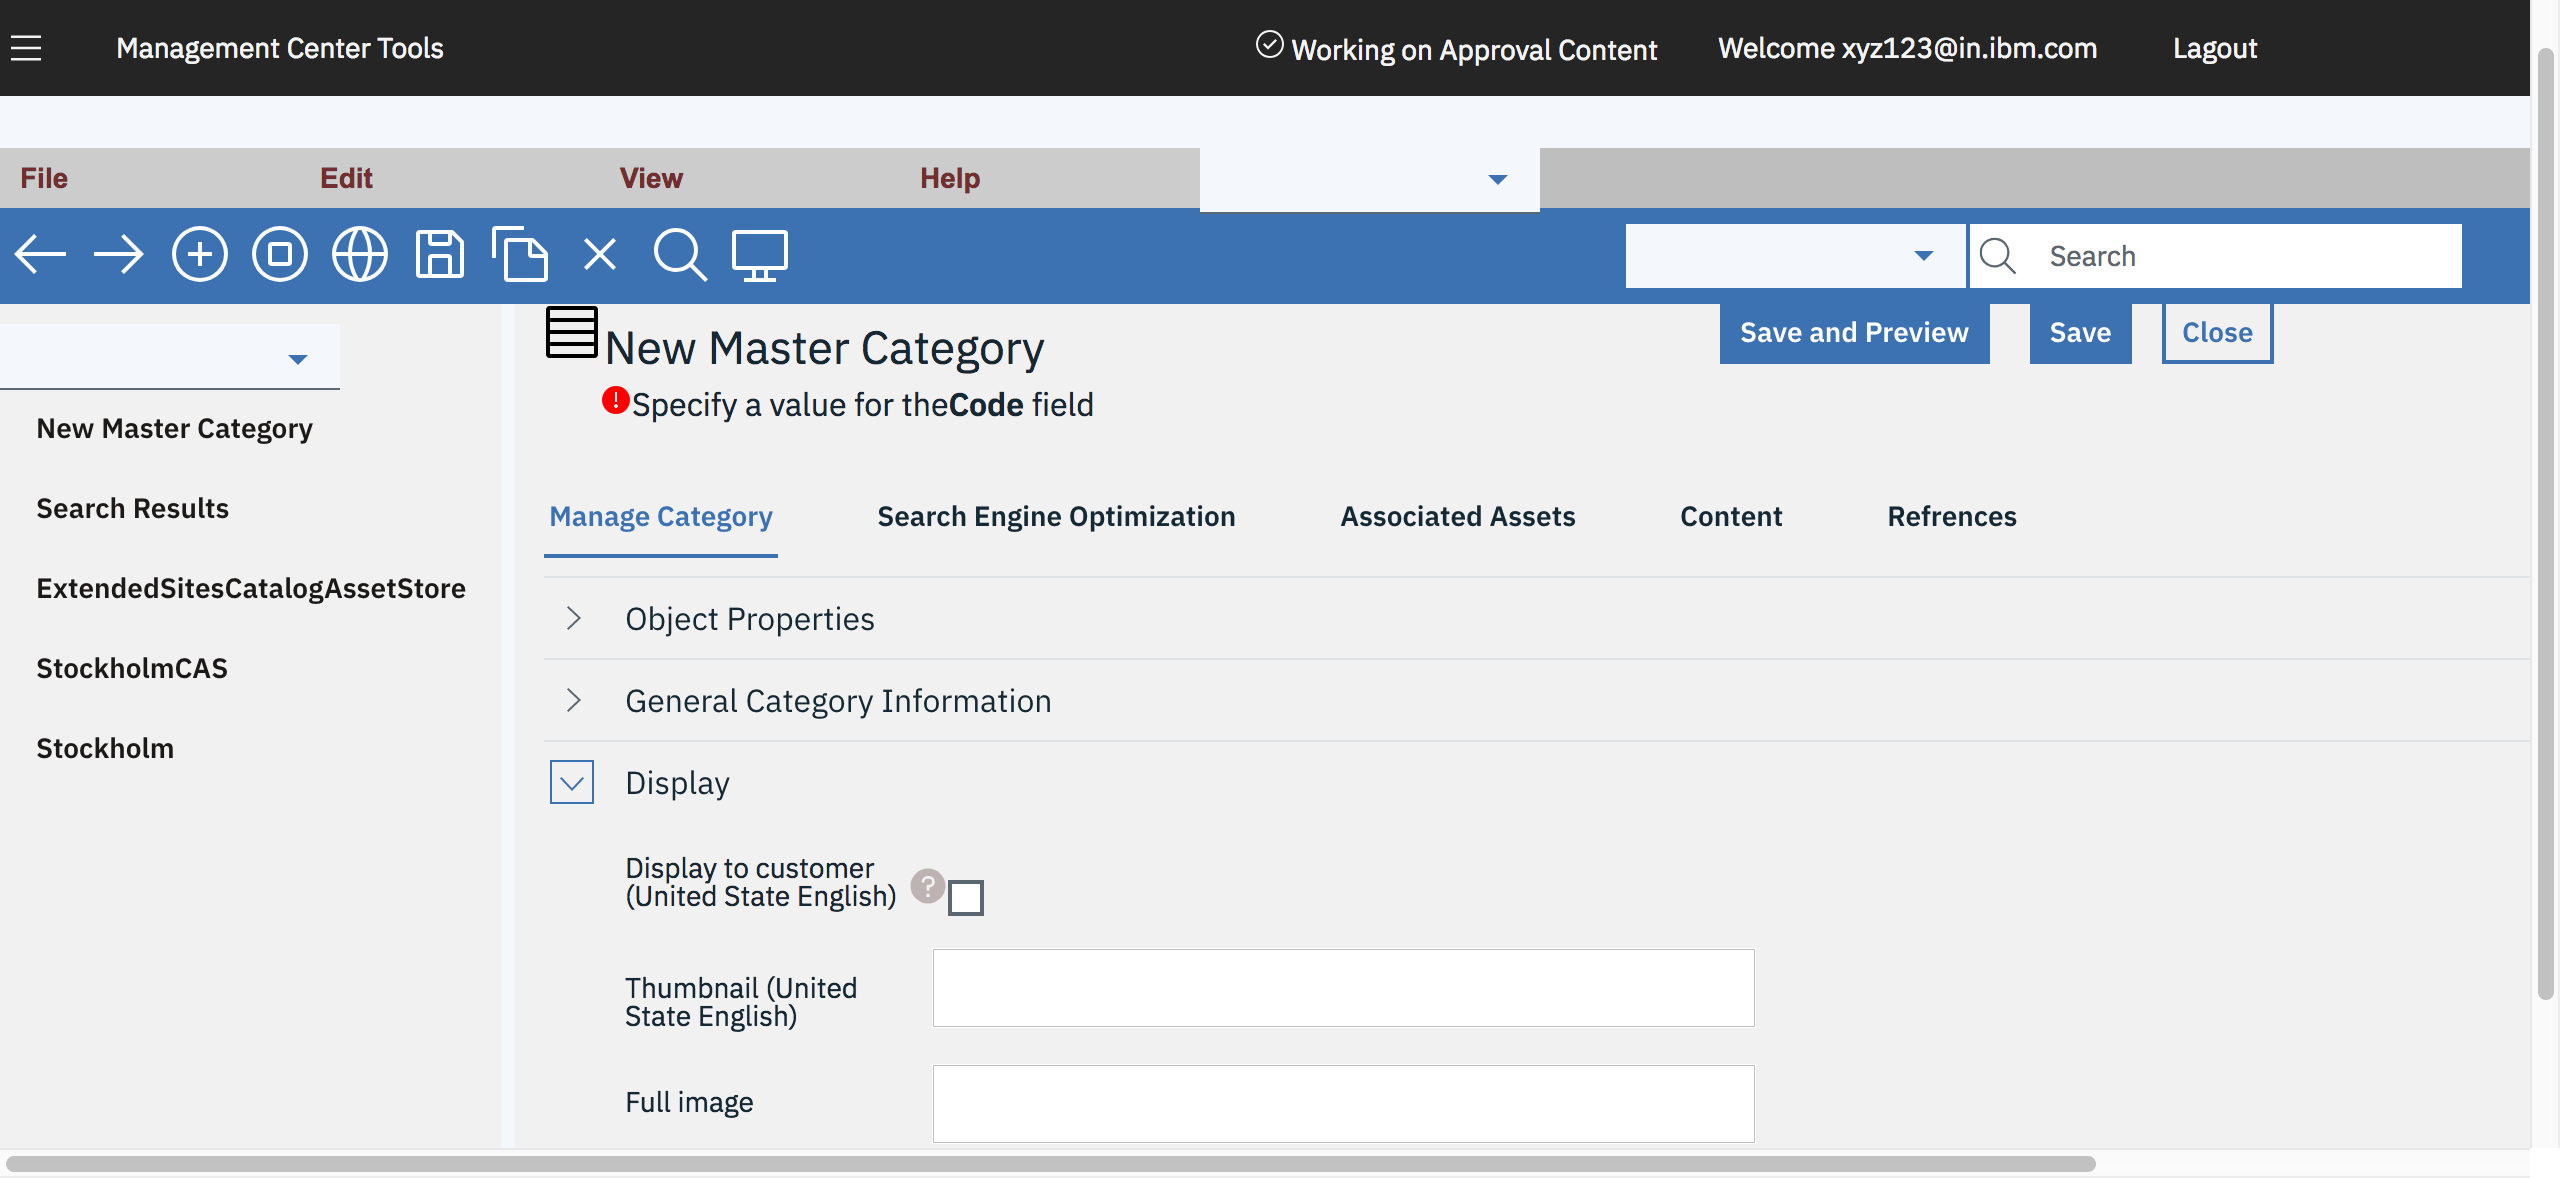 Management Center Tools
Working on Approval Content
Welcome xyz123@in.ibm.com
Lagout
File
Edit
View
Help
Search
New Master Category
Save and Preview
Save
Close
Specify a value for theCode field
New Master Category
Search Results
ExtendedSitesCatalogAssetStore
StockholmCAS
Stockholm
Manage Category
Search Engine Optimization
Associated Assets
Content
Refrences
Object Properties
General Category Information
Display
Display to customer
(United State English)
Thumbnail (United
State English)
Full image